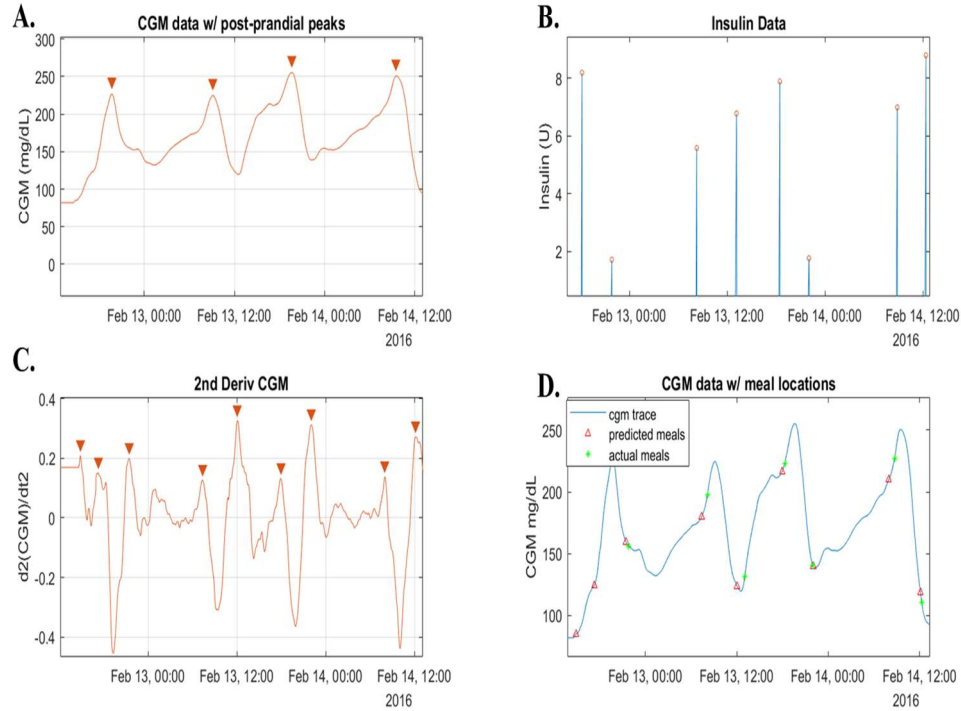 A.
CGM data w/ post-prandial peaks
300
250
200
150
100
50
0
CGM (mg/dL)
Feb 13, 00:00
Feb 13, 12:00
Feb 14, 00:00
Feb 14, 12:00
2016
B.
Insulin Data
8
6
4
2
Insulin (U)
Feb 13, 00:00
Feb 13, 12:00
Feb 14, 00:00
Feb 14, 12:00
2016
C.
2nd Deriv CGM
0.4
0.2
0
-0.2
-0.4
d2(CGM)/dt2
Feb 13, 00:00
Feb 13, 12:00
Feb 14, 00:00
Feb 14, 12:00
2016
D.
CGM data w/ meal locations
cgm trace
predicted meals
actual meals
250
200
150
100
CGM mg/dL
Feb 13, 00:00
Feb 13, 12:00
Feb 14, 00:00
Feb 14, 12:00
2016